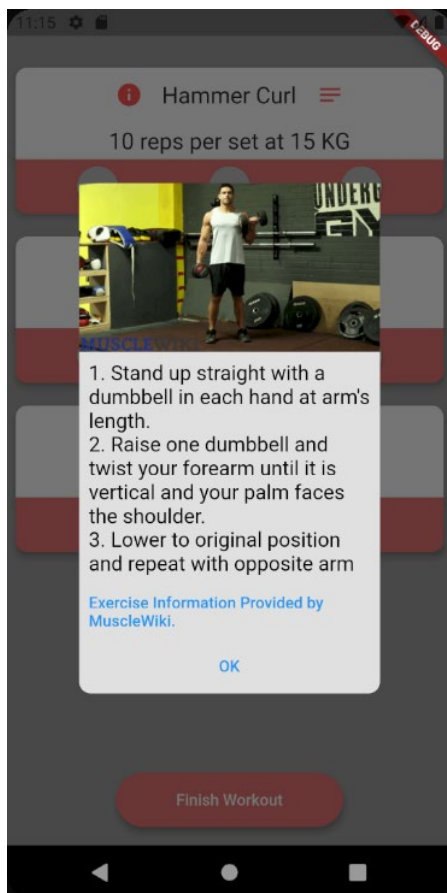 11:15
DEBUG
Hammer Curl
10 reps per set at 15 KG
UNDERG
GY
MUSCLEWIKI
1. Stand up straight with a
dumbbell in each hand at arm's
length.
2. Raise one dumbbell and
twist your forearm until it is
vertical and your palm faces
the shoulder.
3. Lower to original position
and repeat with opposite arm
Exercise Information Provided by
MuscleWiki.
OK
Finish Workout